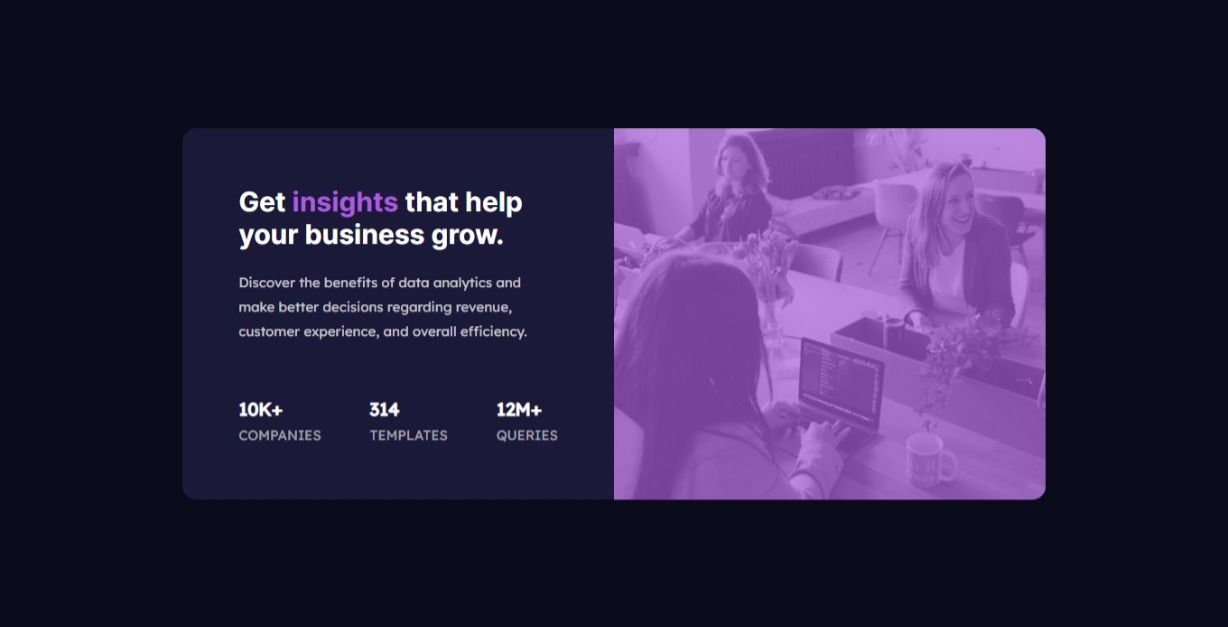 Get insights that help
your business grow.
Discover the benefits of data analytics and
make better decisions regarding revenue,
customer experience, and overall efficiency.
10K+ 314 12M+
COMPANIES TEMPLATES QUERIES